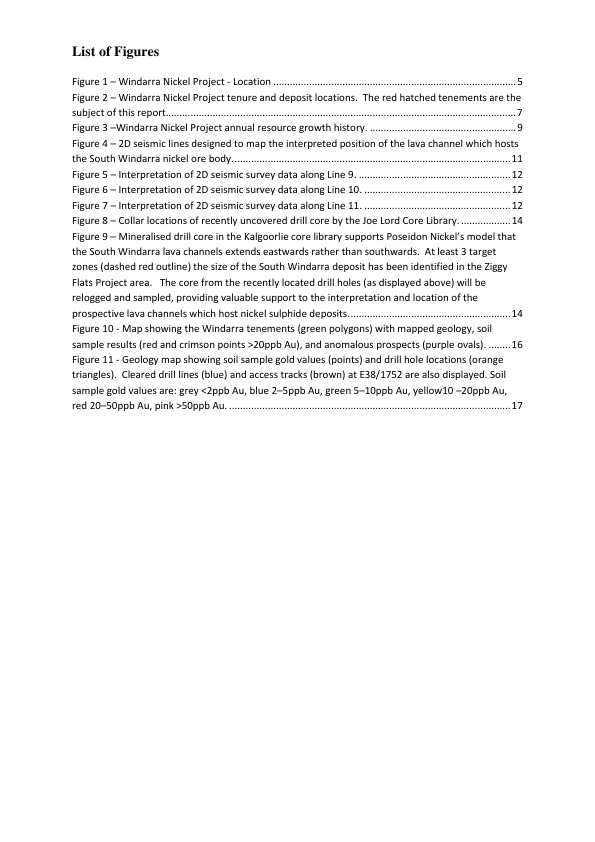 List of Figures
Figure 1 – Windarra Nickel Project - Location ............................................................................................ 5
Figure 2 – Windarra Nickel Project tenure and deposit locations.  The red hatched tenements are the
subject of this report.................................................................................................................................... 7
Figure 3 –Windarra Nickel Project annual resource growth history. ........................................................ 9
Figure 4 – 2D seismic lines designed to map the interpreted position of the lava channel which hosts
the South Windarra nickel ore body......................................................................................................... 11
Figure 5 – Interpretation of 2D seismic survey data along Line 9. ............................................................ 12
Figure 6 – Interpretation of 2D seismic survey data along Line 10. .......................................................... 12
Figure 7 – Interpretation of 2D seismic survey data along Line 11. .......................................................... 12
Figure 8 – Collar locations of recently uncovered drill core by the Joe Lord Core Library. ................... 14
Figure 9 – Mineralised drill core in the Kalgoorlie core library supports Poseidon Nickel’s model that
the South Windarra lava channels extends eastwards rather than southwards.  At least 3 target
zones (dashed red outline) the size of the South Windarra deposit has been identified in the Ziggy
Flats Project area.   The core from the recently located drill holes (as displayed above) will be
relogged and sampled, providing valuable support to the interpretation and location of the
prospective lava channels which host nickel sulphide deposits.............................................................. 14
Figure 10 - Map showing the Windarra tenements (green polygons) with mapped geology, soil
sample results (red and crimson points >20ppb Au), and anomalous prospects (purple ovals). ........ 16
Figure 11 - Geology map showing soil sample gold values (points) and drill hole locations (orange
triangles).  Cleared drill lines (blue) and access tracks (brown) at E38/1752 are also displayed. Soil
sample gold values are: grey <2ppb Au, blue 2–5ppb Au, green 5–10ppb Au, yellow10 –20ppb Au,
red 20–50ppb Au, pink >50ppb Au. .......................................................................................................... 17